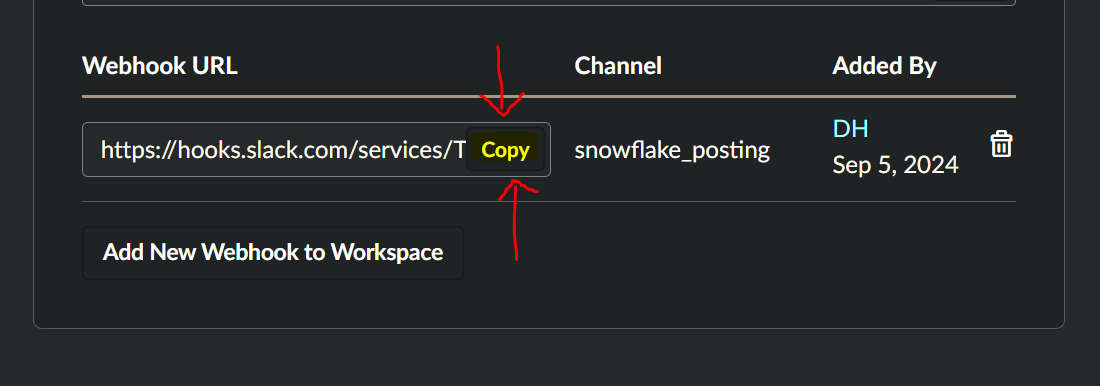 Webhook URL Channel Added By
https://hooks.slack.com/services/T Copy snowflake_posting DH
Sep 5, 2024
Add New Webhook to Workspace